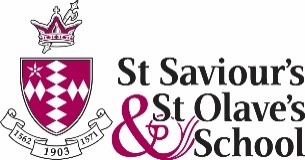 St Saviour's
& St Olave's
School
1562 1903 1571